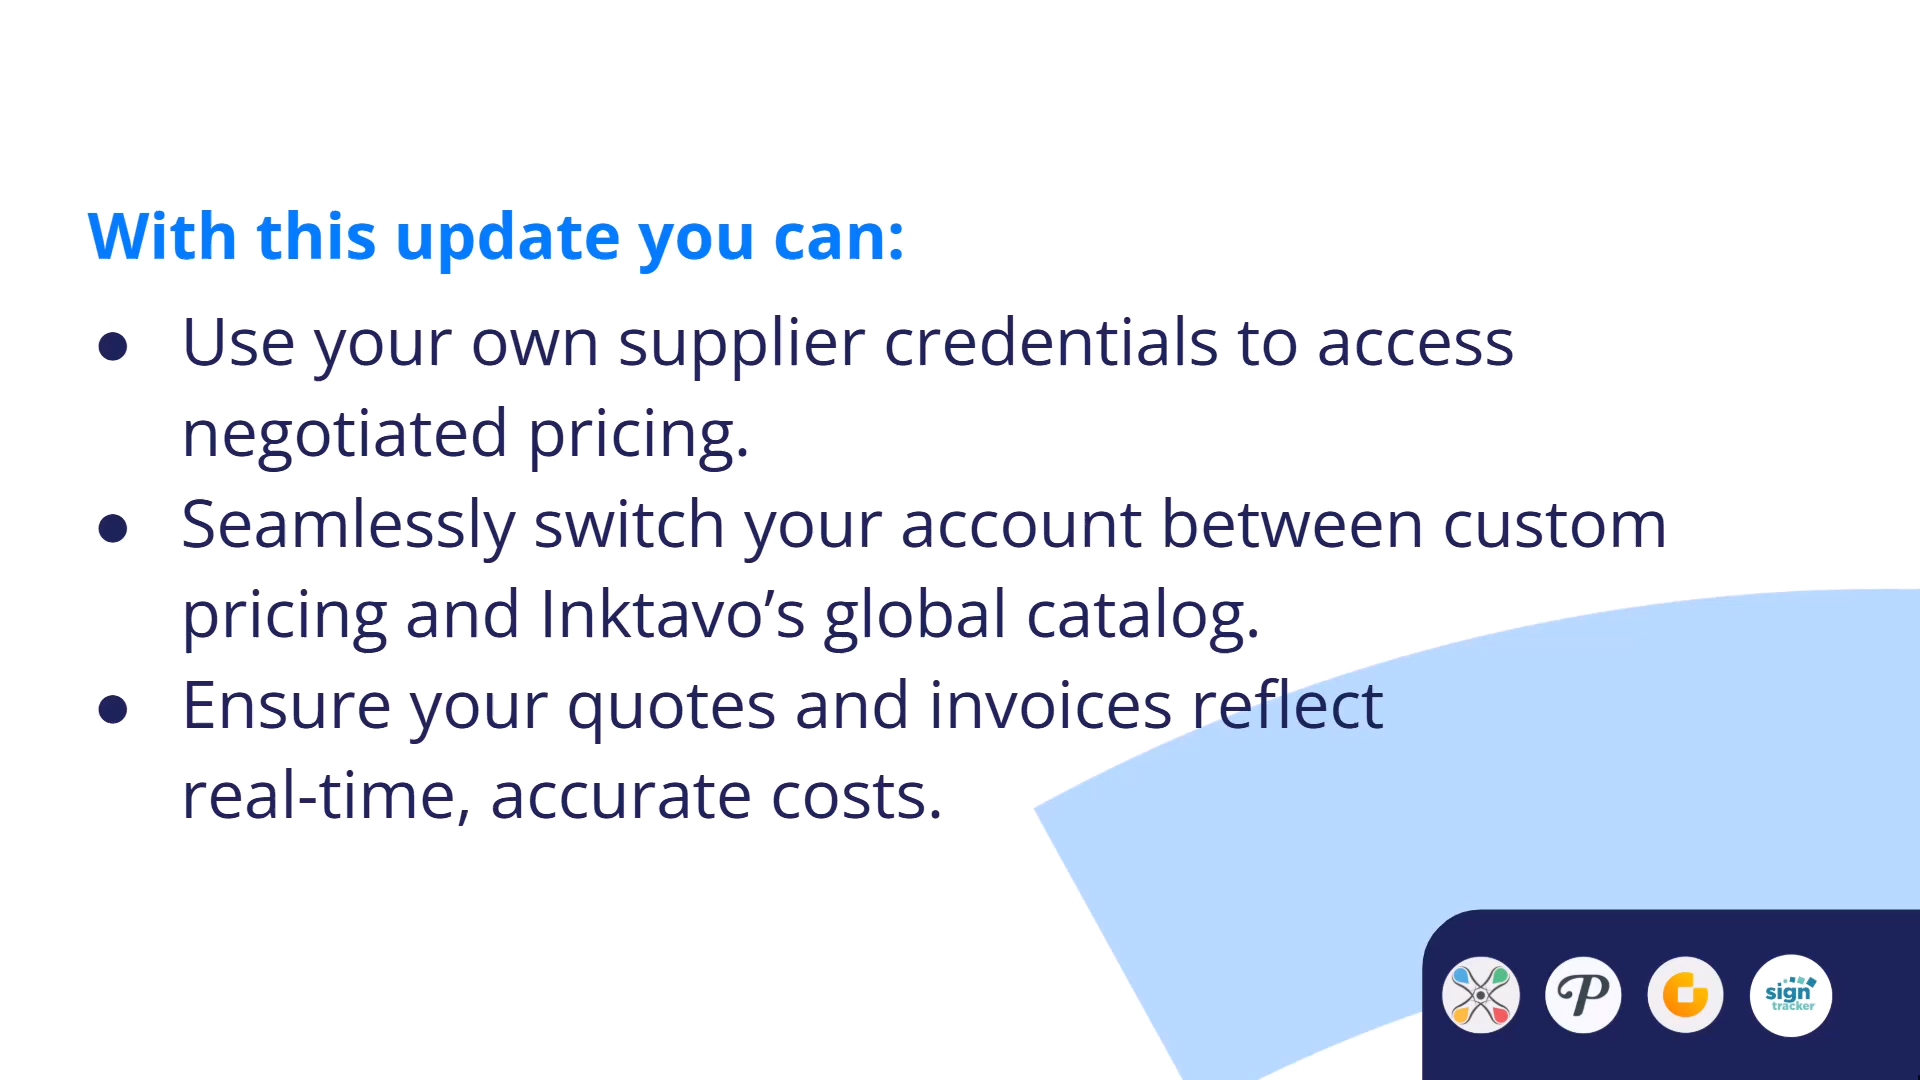 With this update you can:
● Use your own supplier credentials to access
negotiated pricing.
● Seamlessly switch your account between custom
pricing and Inktavo’s global catalog.
● Ensure your quotes and invoices reflect
real-time, accurate costs.
P
sign
tracker